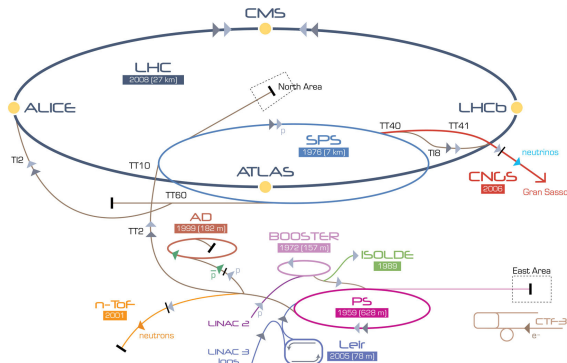 CMS
LHC
2008 (27 km)
North Area
ALICE
LHCb
TT40
TT41
SPS
1976 (7 km)
TI8
TI2
TT10
ATLAS
neutrinos
CNGS
2006
Gran Sasso
TT60
AD
1999 (182 m)
TT2
BOOSTER
1972 (157 m)
ISOLDE
1989
p
p
p
East Area
n-ToF
2001
LINAC 2
PS
1959 (628 m)
neutrons
CTF3
e-
LINAC 3
Ions
Leir
2005 (78 m)